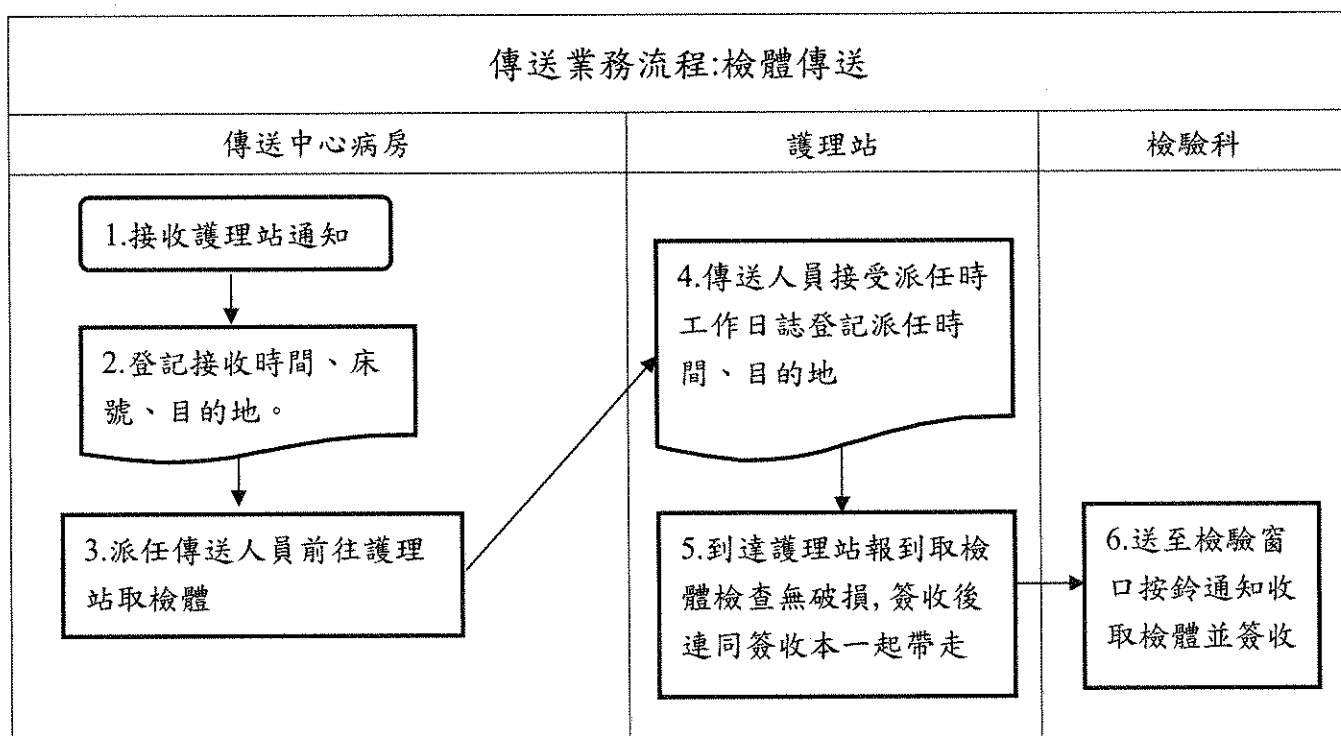 傳送業務流程:檢體傳送
傳送中心病房
護理站
檢驗科
1.接收護理站通知
2.登記接收時間、床
號、目的地。
3.派任傳送人員前往護理
站取檢體
4.傳送人員接受派任時
工作日誌登記派任時
間、目的地
5.到達護理站報到取檢
體檢查無破損,簽收後
連同簽收本一起帶走
6.送至檢驗窗
口按鈴通知收
取檢體並簽收